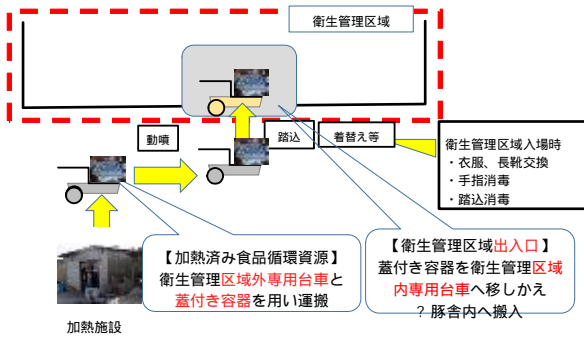 衛生管理区域
動噴
踏込
着替え等
衛生管理区域入場時
・衣服、長靴交換
・手指消毒
・踏込消毒
【加熱済み食品循環資源】
衛生管理区域外専用台車と
蓋付き容器を用い運搬
【衛生管理区域出入口】
蓋付き容器を衛生管理区域
内専用台車へ移しかえ
？豚舎内へ搬入
加熱施設